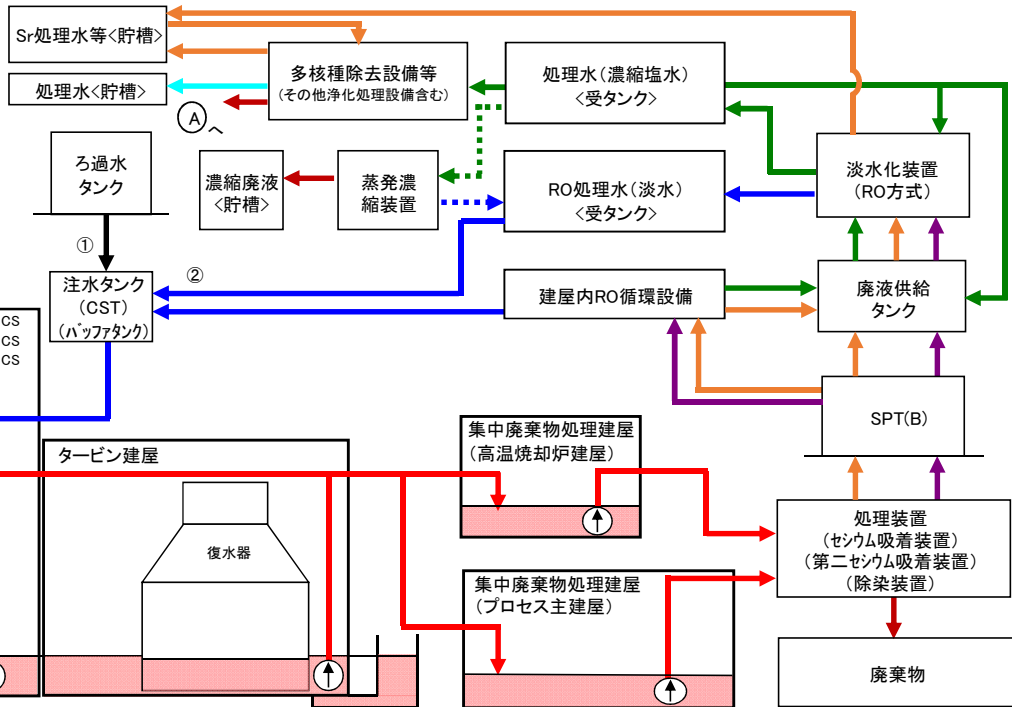 Sr処理水等<貯槽>
処理水<貯槽>
多核種除去設備等
(その他浄化処理設備含む)
Aへ
処理水(濃縮塩水)
<受タンク>
淡水化装置
(RO方式)
ろ過水
タンク
濃縮廃液
<貯槽>
蒸発濃
縮装置
RO処理水(淡水)
<受タンク>
①
②
注水タンク
(CST)
(バッファタンク)
建屋内RO循環設備
廃液供給
タンク
CS
CS
CS
SPT(B)
タービン建屋
復水器
集中廃棄物処理建屋
(高温焼却炉建屋)
処理装置
(セシウム吸着装置)
(第二セシウム吸着装置)
(除染装置)
集中廃棄物処理建屋
(プロセス主建屋)
廃棄物